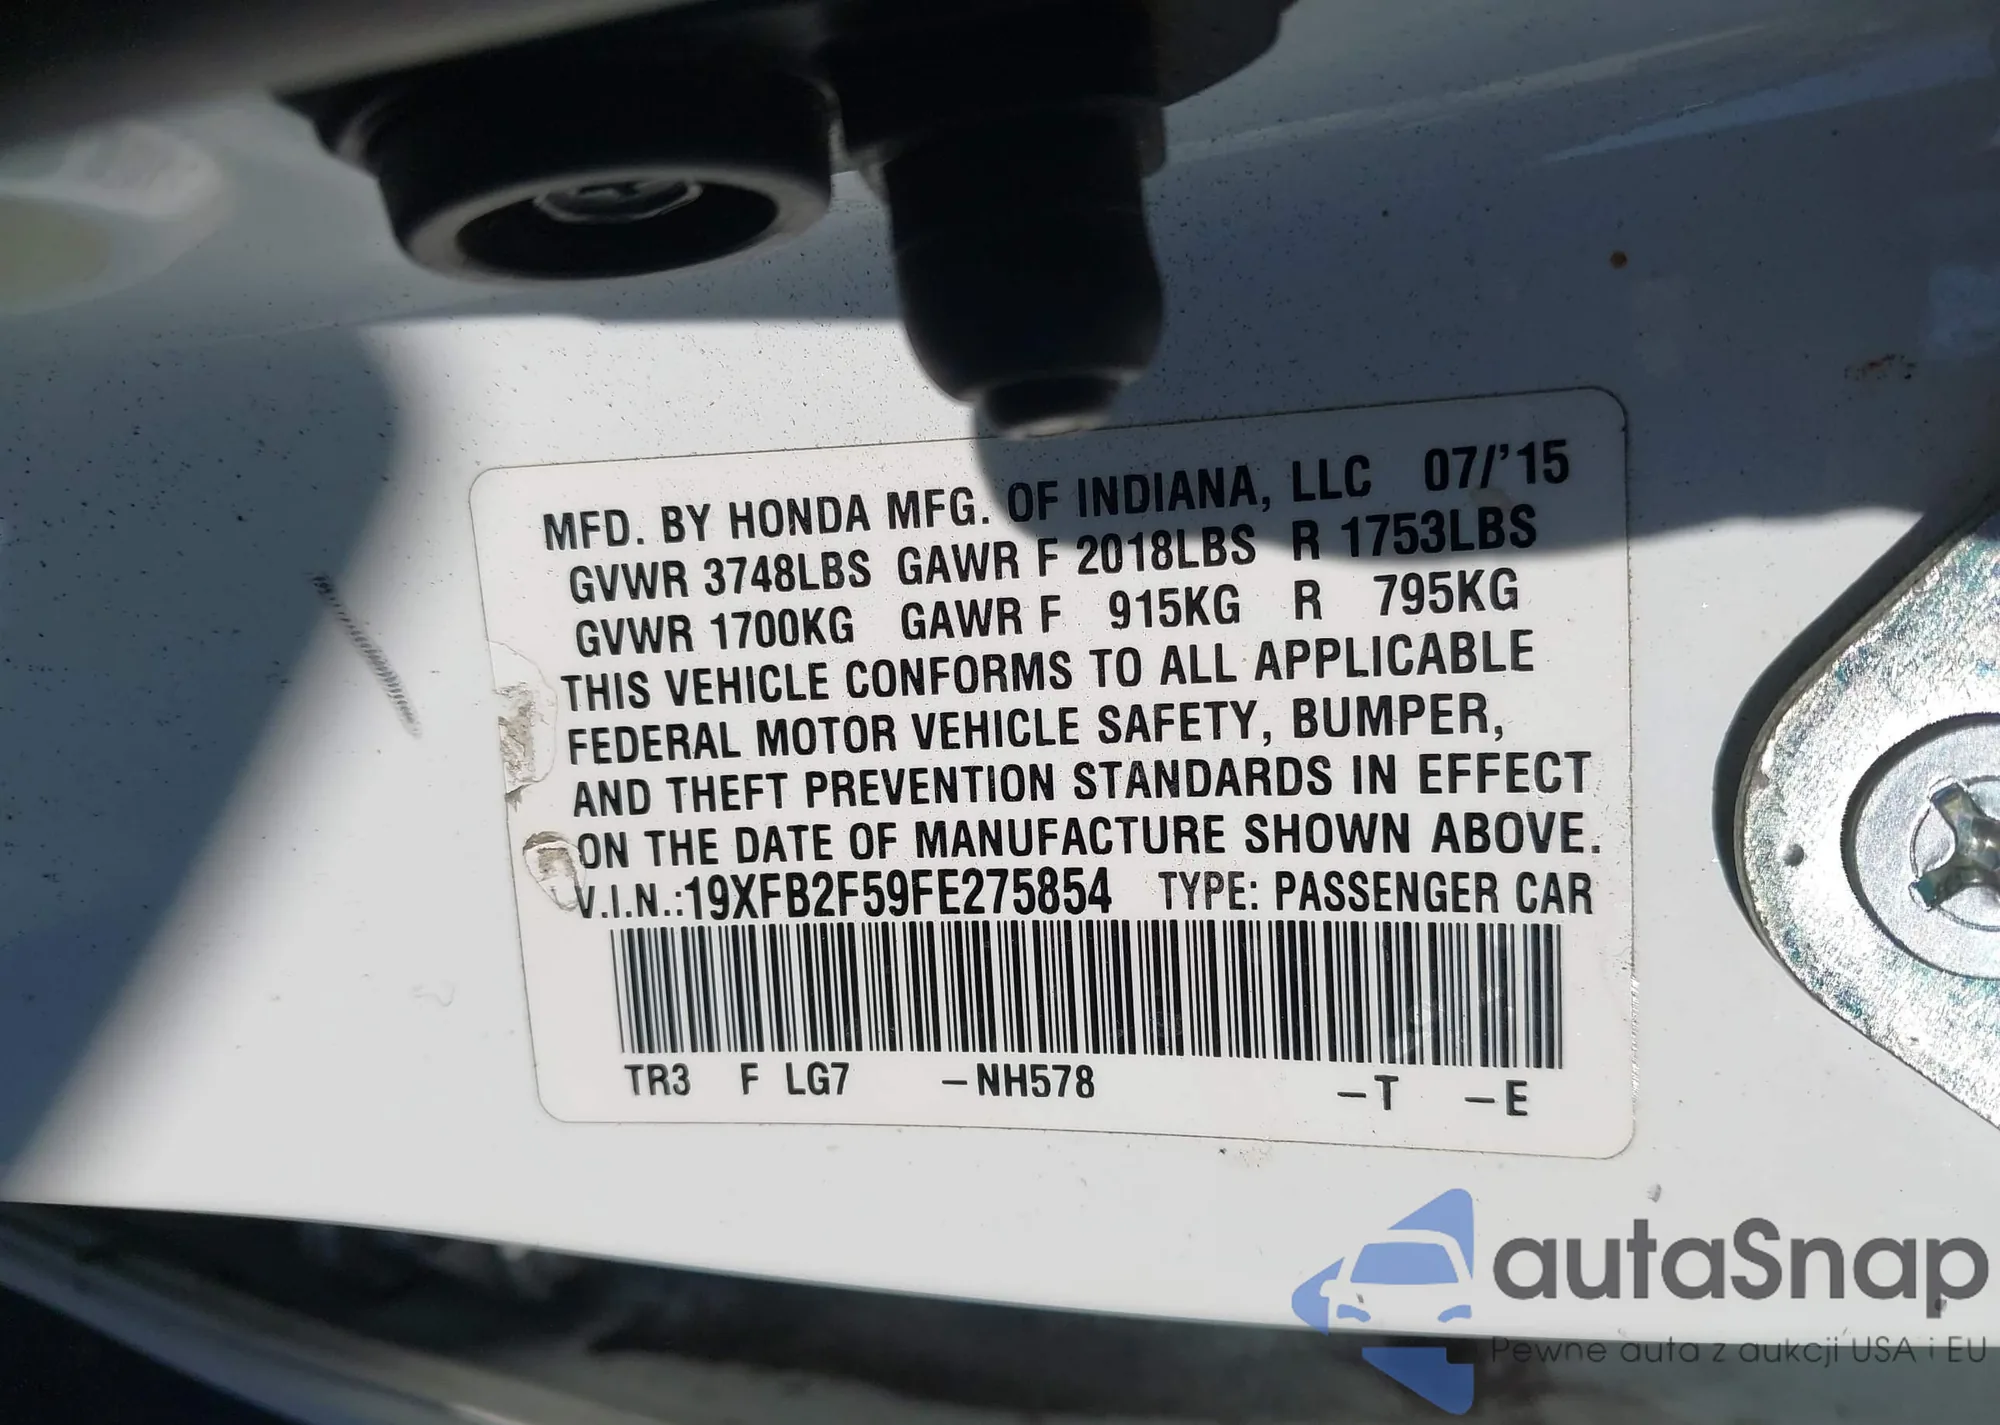 MFD. BY HONDA MFG. OF INDIANA, LLC 07/'15
GVWR 3748LBS GAWR F 2018LBS R 1753LBS
GVWR 1700KG GAWR F 915KG R 795KG
THIS VEHICLE CONFORMS TO ALL APPLICABLE
FEDERAL MOTOR VEHICLE SAFETY, BUMPER,
AND THEFT PREVENTION STANDARDS IN EFFECT
ON THE DATE OF MANUFACTURE SHOWN ABOVE.
V.I.N.:19XFB2F59FE275854 TYPE: PASSENGER CAR
TR3 F LG7 –NH578 –T –E
autaSnap
Pewne auta z aukcji USA i EU